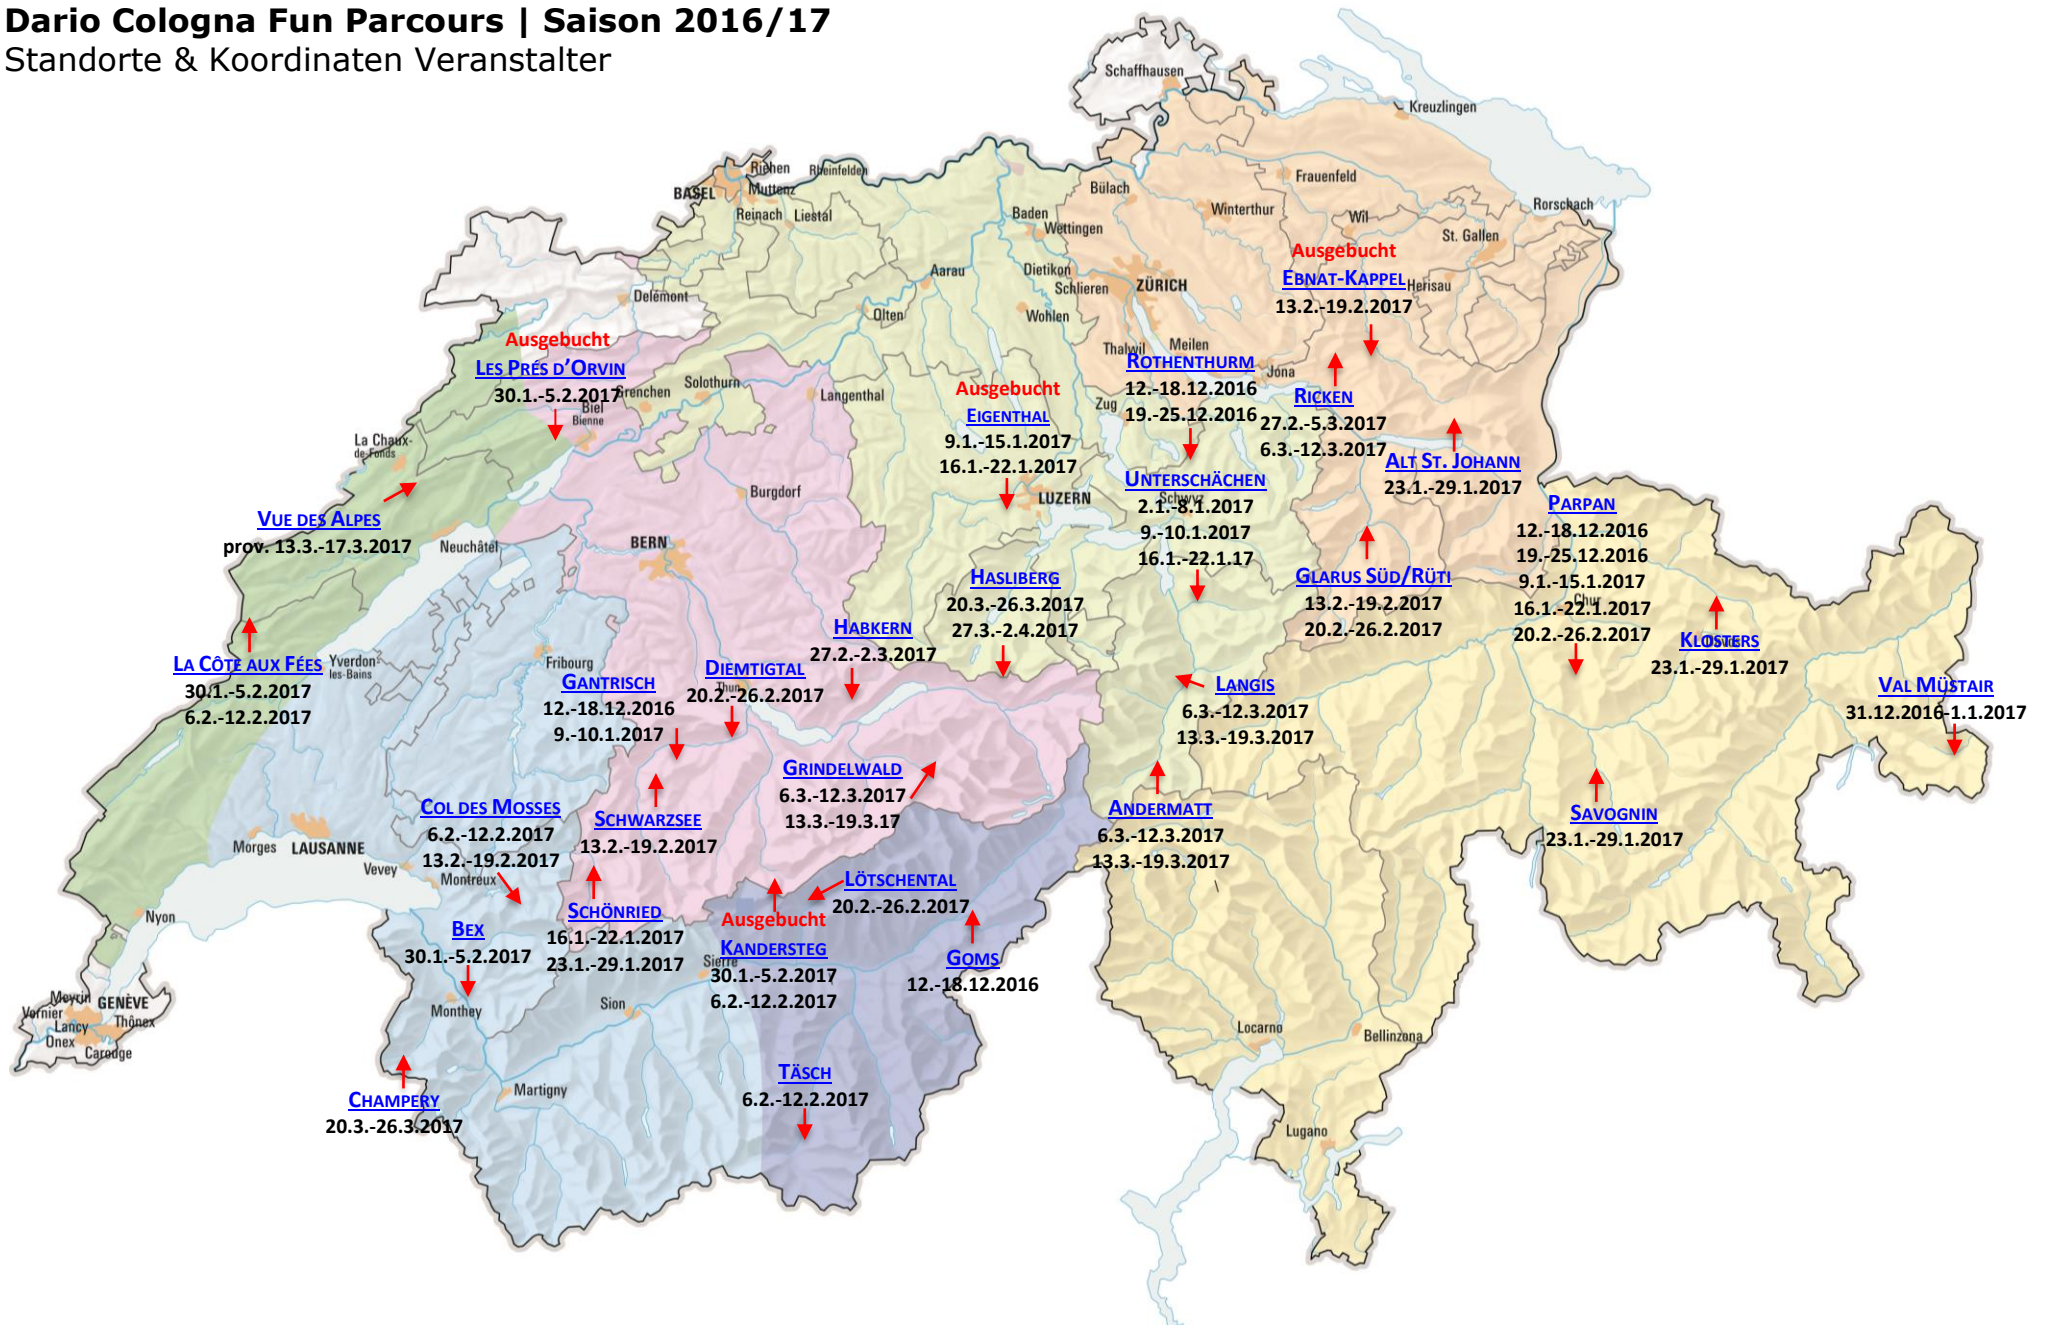 Dario Cologna Fun Parcours | Saison 2016/17
Standorte & Koordinaten Veranstalter
Schaffhausen
Kreuzlingen
Riehen
Rheinfelden
BASEL
Muttenz
Reinach
Liestal
Bülach
Baden
Wettingen
Frauenfeld
Winterthur
Wil
Rorschach
St. Gallen
Herisau
Aarau
Dietikon
Schlieren
ZÜRICH
Delémont
Olten
Wohlen
Thalwil
Meilen
Jona
Zug
Ausgebucht
EBNAT-KAPPEL
13.2.-19.2.2017
Ausgebucht
LES PRÉS D'ORVIN
30.1.-5.2.2017
Grenchen
Solothurn
Langenthal
Biel
Bienne
La Chaux-
de-Fonds
Ausgebucht
EIGENTHAL
9.1.-15.1.2017
16.1.-22.1.2017
ROTHENTHURM
12.-18.12.2016
19.-25.12.2016
RICKEN
27.2.-5.3.2017
6.3.-12.3.2017
ALT ST. JOHANN
23.1.-29.1.2017
UNTERSCHÄCHEN
Schwyz
2.1.-8.1.2017
9.-10.1.2017
16.1.-22.1.17
LUZERN
Burgdorf
BERN
VUE DES ALPES
prov. 13.3.-17.3.2017
Neuchâtel
PARPAN
12.-18.12.2016
19.-25.12.2016
9.1.-15.1.2017
Chur
16.1.-22.1.2017
20.2.-26.2.2017
GLARUS SÜD/RÜTI
13.2.-19.2.2017
20.2.-26.2.2017
HASLIBERG
20.3.-26.3.2017
27.3.-2.4.2017
HABKERN
27.2.-2.3.2017
KLOSTERS
23.1.-29.1.2017
VAL MÜSTAIR
31.12.2016-1.1.2017
LA CÔTE AUX FÉES
30.1.-5.2.2017
6.2.-12.2.2017
Yverdon-
les-Bains
Fribourg
GANTRISCH
12.-18.12.2016
9.-10.1.2017
DIEMTIGTAL
Thun
20.2.-26.2.2017
LANGIS
6.3.-12.3.2017
13.3.-19.3.2017
GRINDELWALD
6.3.-12.3.2017
13.3.-19.3.17
COL DES MOSSES
6.2.-12.2.2017
13.2.-19.2.2017
SCHWARZSEE
13.2.-19.2.2017
ANDERMATT
6.3.-12.3.2017
13.3.-19.3.2017
SAVOGNIN
23.1.-29.1.2017
Morges
LAUSANNE
Vevey
Montreux
LÖTSCHENTAL
20.2.-26.2.2017
Nyon
BEX
30.1.-5.2.2017
SCHÖNRIED
16.1.-22.1.2017
23.1.-29.1.2017
Ausgebucht
KANDERSTEG
30.1.-5.2.2017
6.2.-12.2.2017
Sierre
GOMS
12.-18.12.2016
Monthey
Sion
Meyrin
GENÈVE
Vernier
Lancy
Thônex
Onex
Carouge
Locarno
Bellinzona
Martigny
TÄSCH
6.2.-12.2.2017
CHAMPERY
20.3.-26.3.2017
Lugano